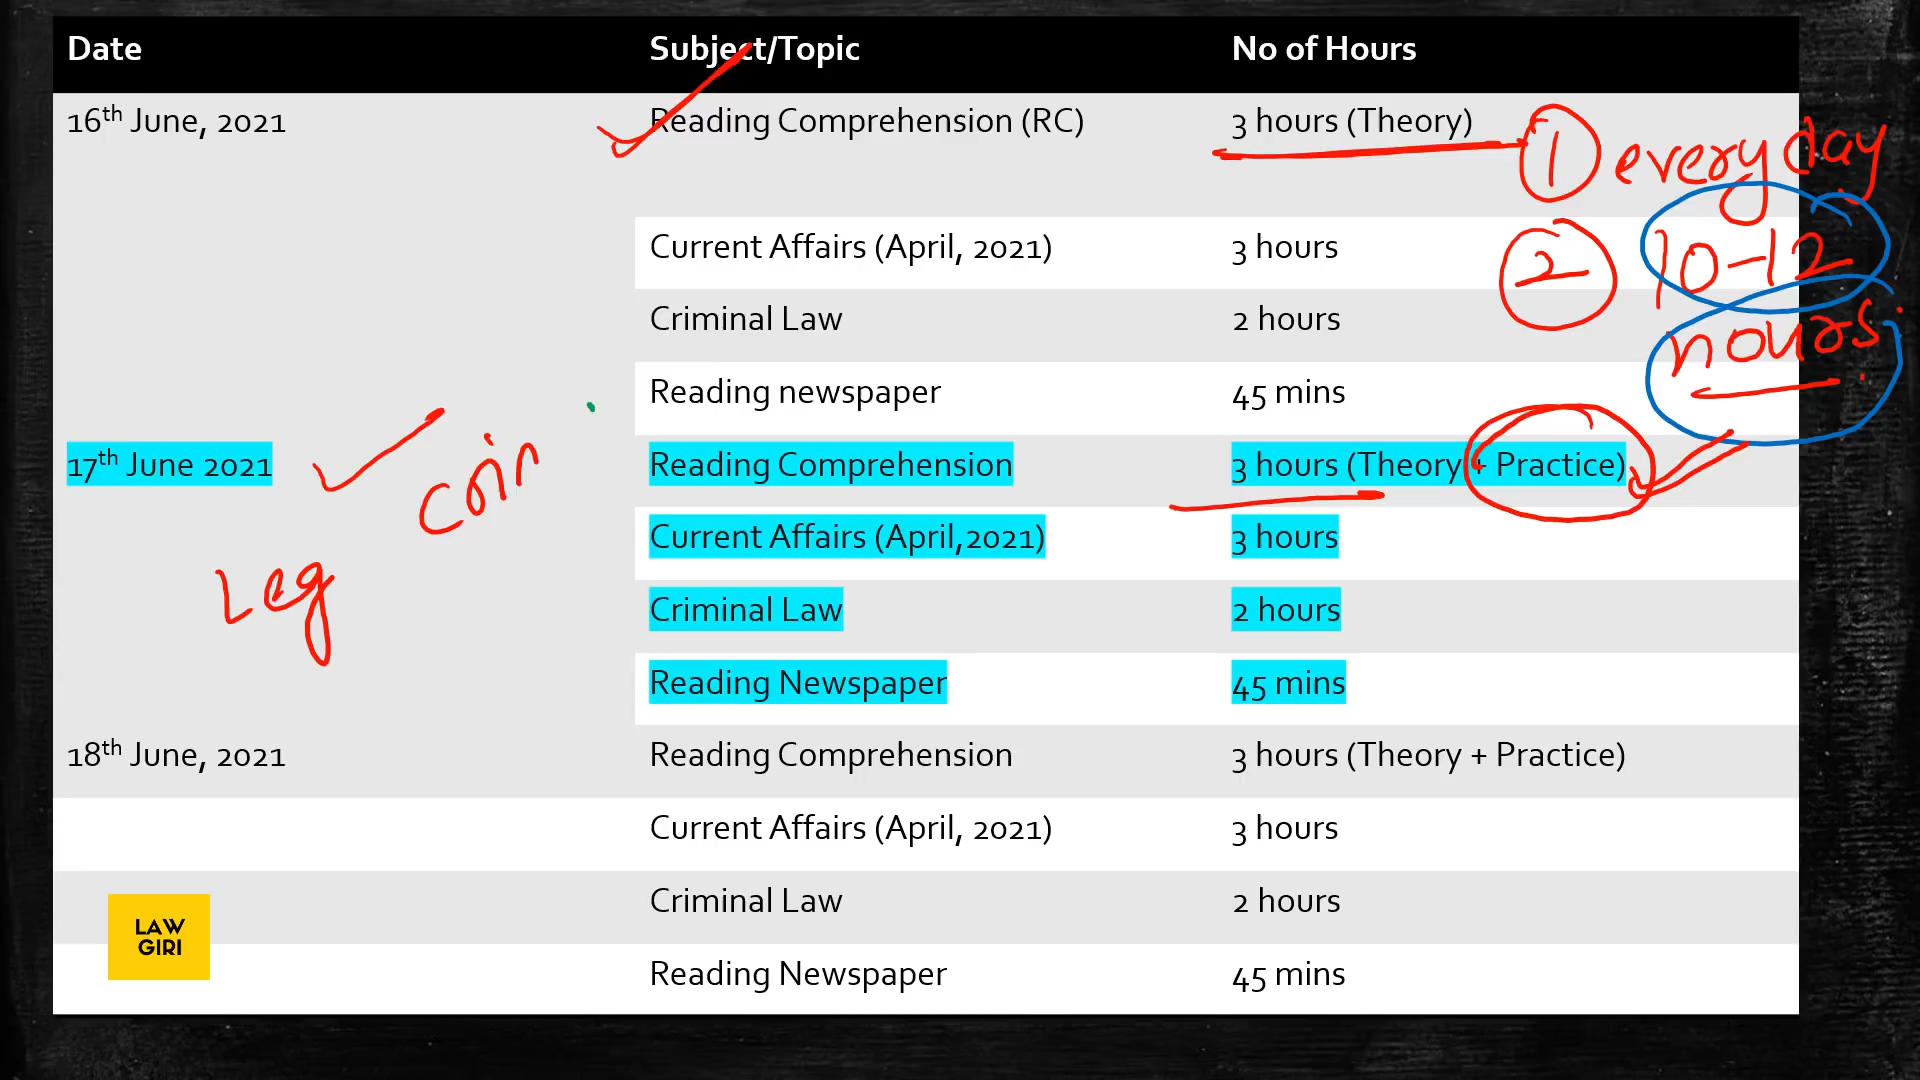 Date Subject/Topic No of Hours
16th June, 2021 Reading Comprehension (RC) 3 hours (Theory)
1 every day
Current Affairs (April, 2021) 3 hours
2 10-12
Criminal Law 2 hours
hours
Reading newspaper 45 mins
17th June 2021 Reading Comprehension 3 hours (Theory + Practice)
Current Affairs (April,2021) 3 hours
Leg
Criminal Law 2 hours
Reading Newspaper 45 mins
18th June, 2021 Reading Comprehension 3 hours (Theory + Practice)
Current Affairs (April, 2021) 3 hours
Criminal Law 2 hours
LAW
GIRI
Reading Newspaper 45 mins